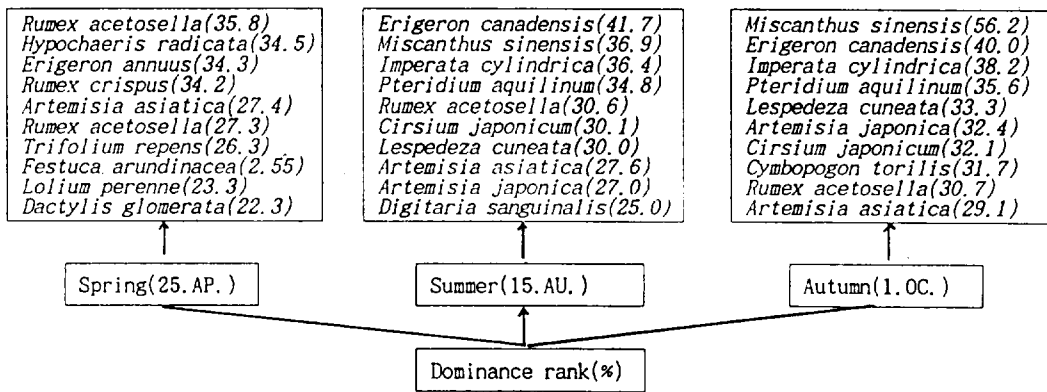 Rumex acetosella(35.8)
Hypochaeris radicata(34.5)
Erigeron annuus(34.3)
Rumex crispus(34.2)
Artemisia asiatica(27.4)
Rumex acetosella(27.3)
Trifolium repens(26.3)
Festuca arundinacea(2.55)
Lolium perenne(23.3)
Dactylis glomerata(22.3)
Erigeron canadensis(41.7)
Miscanthus sinensis(36.9)
Imperata cylindrica(36.4)
Pteridium aquilinum(34.8)
Rumex acetosella(30.6)
Cirsium japonicum(30.1)
Lespedeza cuneata(30.0)
Artemisia asiatica(27.6)
Artemisia japonica(27.0)
Digitaria sanguinalis(25.0)
Miscanthus sinensis(56.2)
Erigeron canadensis(40.0)
Imperata cylindrica(38.2)
Pteridium aquilinum(35.6)
Lespedeza cuneata(33.3)
Artemisia japonica(32.4)
Cirsium japonicum(32.1)
Cymbopogon torilis(31.7)
Rumex acetosella(30.7)
Artemisia asiatica(29.1)
Spring(25.AP.)
Summer(15.AU.)
Autumn(1.OC.)
Dominance rank(%)